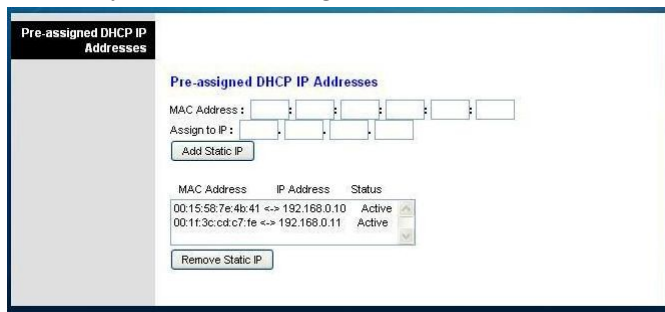 Pre-assigned DHCP IP
Addresses
Pre-assigned DHCP IP Addresses
MAC Address : : : : : :
Assign to IP : . . .
Add Static IP
MAC Address IP Address Status
00:15:58:7e:4b:41 <-> 192.168.0.10 Active
00:1f:3c:cd:c7:fe <-> 192.168.0.11 Active
Remove Static IP